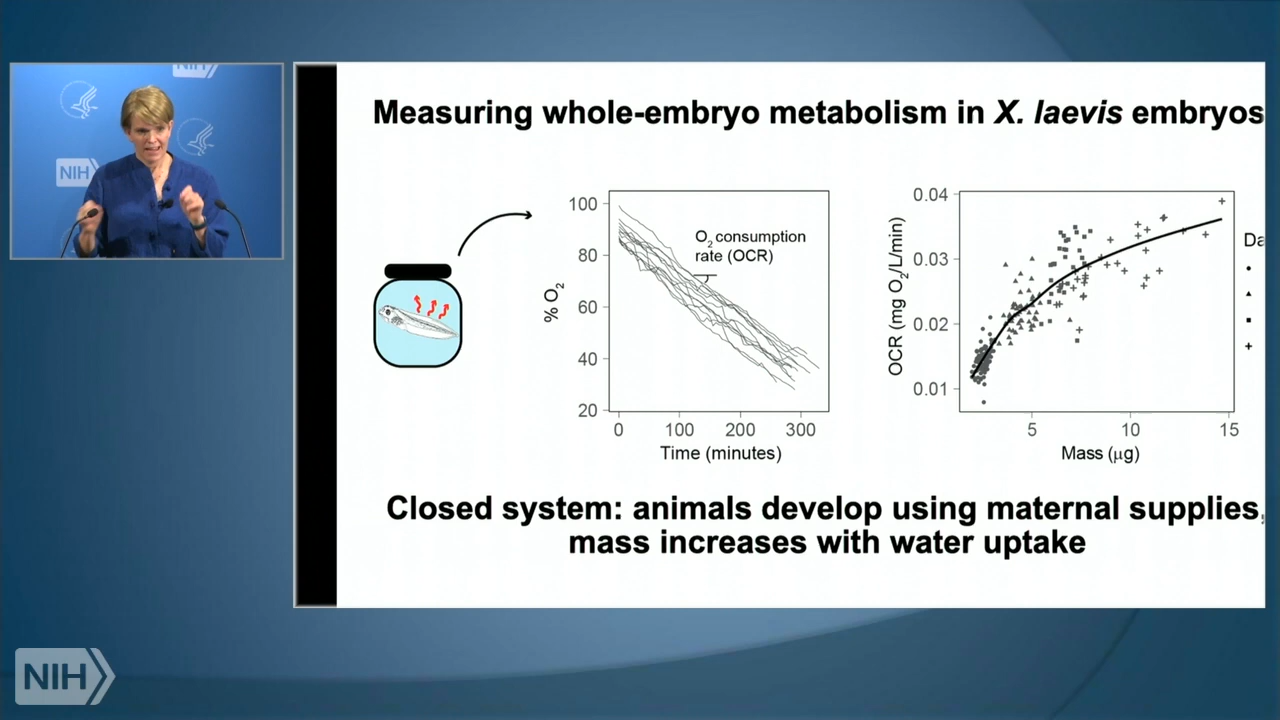 NIH
NIH
Measuring whole-embryo metabolism in X. laevis embryos
100
80
60
40
20
% O2
O2 consumption
rate (OCR)
0 100 200 300
Time (minutes)
0.04
0.03
0.02
0.01
OCR (mg O2/L/min)
5 10 15
Mass (µg)
Da
Closed system: animals develop using maternal supplies,
mass increases with water uptake
NIH